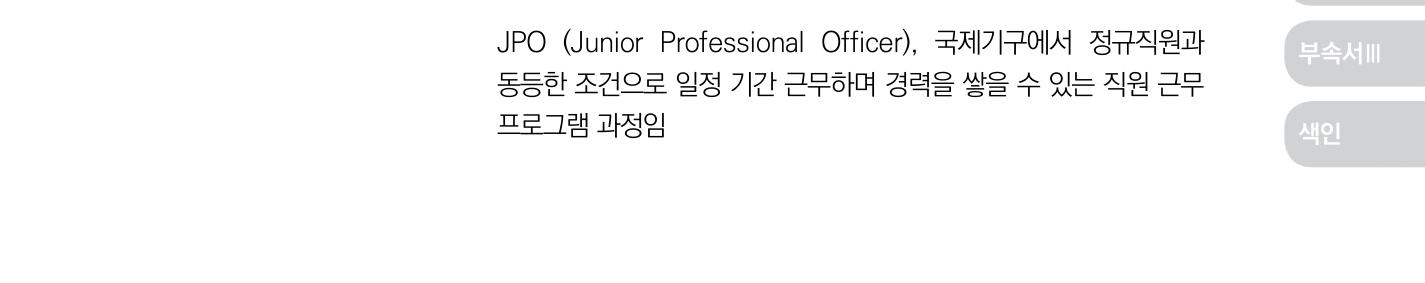 JPO (Junior Professional Officer), 국제기구에서 정규직원과
동등한 조건으로 일정 기간 근무하며 경력을 쌓을 수 있는 직원 근무
프로그램 과정임
부속서Ⅲ
색인